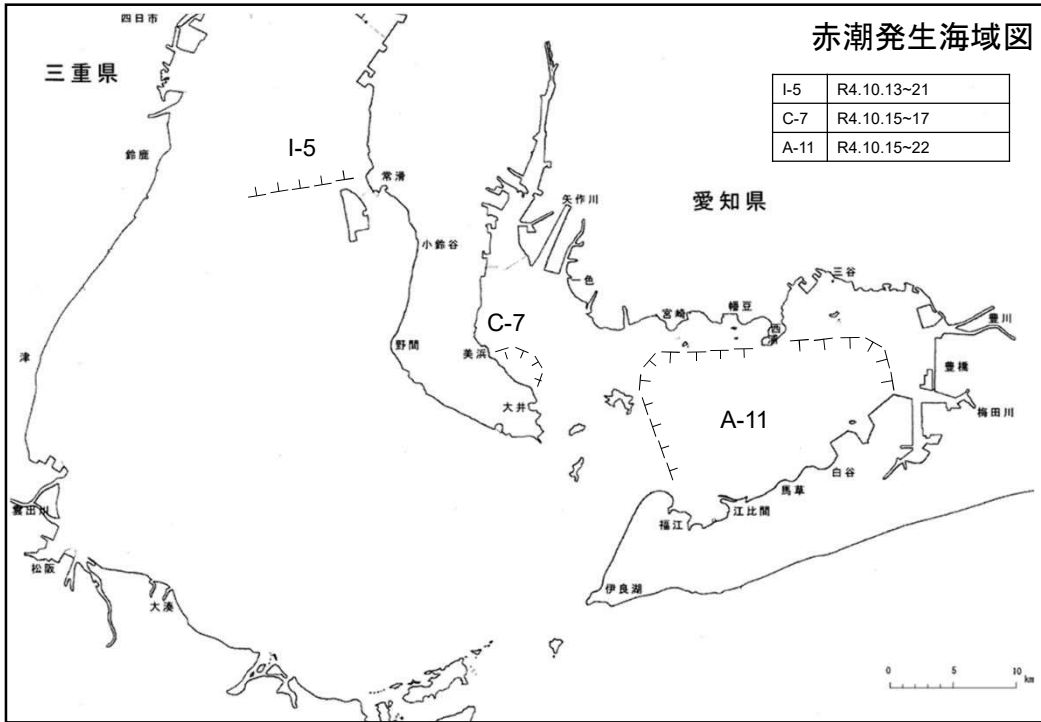 赤潮発生海域図
I-5 R4.10.13~21
C-7 R4.10.15~17
A-11 R4.10.15~22
四日市
三重県
鈴鹿
I-5
常滑
矢作川
愛知県
小鈴谷
一色
三谷
宮崎
幡豆
西浦
豊川
C-7
津
野間
美浜
豊橋
大井
A-11
梅田川
白谷
馬草
雲出川
福江
江比間
松阪
大湊
伊良湖
0 5 10
km